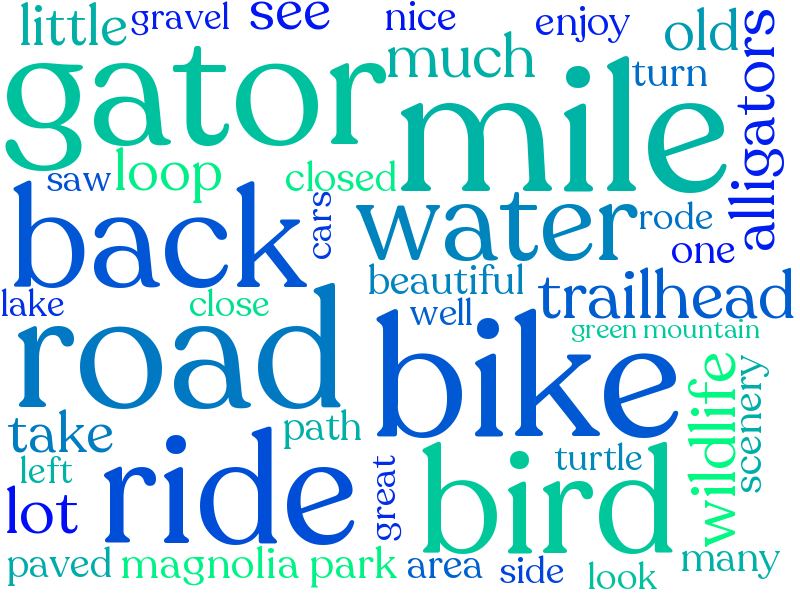 little
gravel
see
nice
enjoy
old
alligators
gator
much
turn
mile
saw
loop
closed
back
cars
water
rode
one
lake
close
beautiful
trailhead
well
green mountain
road
bike
wildlife
scenery
take
path
left
ride
great
bird
turtle
lot
paved
magnolia park
area
side
look
many